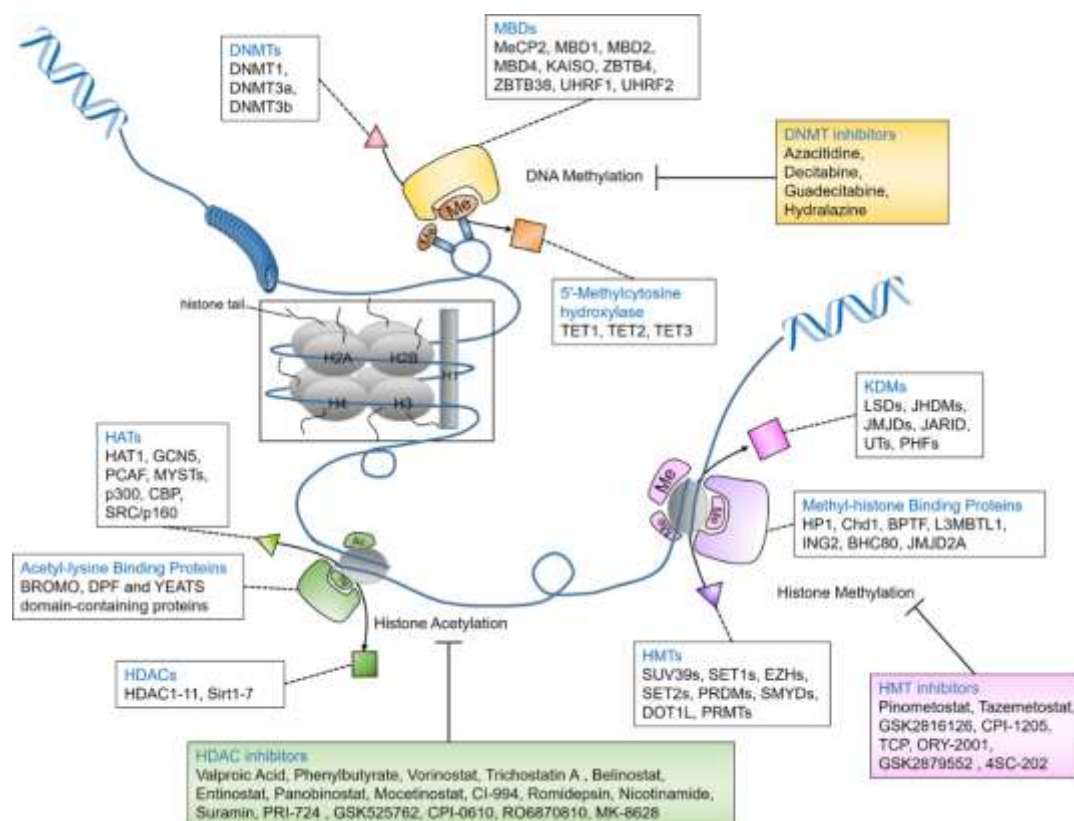 DNMTs
DNMT1,
DNMT3a,
DNMT3b
MBDs
MeCP2, MBD1, MBD2,
MBD4, KAISO, ZBTB4,
ZBTB38, UHRF1, UHRF2
DNMT inhibitors
Azacitidine,
Decitabine,
Guadecitabine,
Hydralazine
DNA Methylation
Me
Me
5'-Methylcytosine
hydroxylase
TET1, TET2, TET3
histone tail
H2A
H2B
H1
H4
H3
KDMs
LSDs, JHDMs,
JMJDs, JARID,
UTs, PHFs
HATs
HAT1, GCN5,
PCAF, MYSTs,
p300, CBP,
SRC/p160
Me
Me
Me
Methyl-histone Binding Proteins
HP1, Chd1, BPTF, L3MBTL1,
ING2, BHC80, JMJD2A
Ac
Ac
Acetyl-lysine Binding Proteins
BROMO, DPF and YEATS
domain-containing proteins
Histone Acetylation
Histone Methylation
HDACs
HDAC1-11, Sirt1-7
HMTs
SUV39s, SET1s, EZHs,
SET2s, PRDMs, SMYDs,
DOT1L, PRMTs
HMT inhibitors
Pinometostat, Tazemetostat,
GSK2816126, CPI-1205,
TCP, ORY-2001,
GSK2879552 , 4SC-202
HDAC inhibitors
Valproic Acid, Phenylbutyrate, Vorinostat, Trichostatin A , Belinostat,
Entinostat, Panobinostat, Mocetinostat, CI-994, Romidepsin, Nicotinamide,
Suramin, PRI-724 , GSK525762, CPI-0610, RO6870810, MK-8628